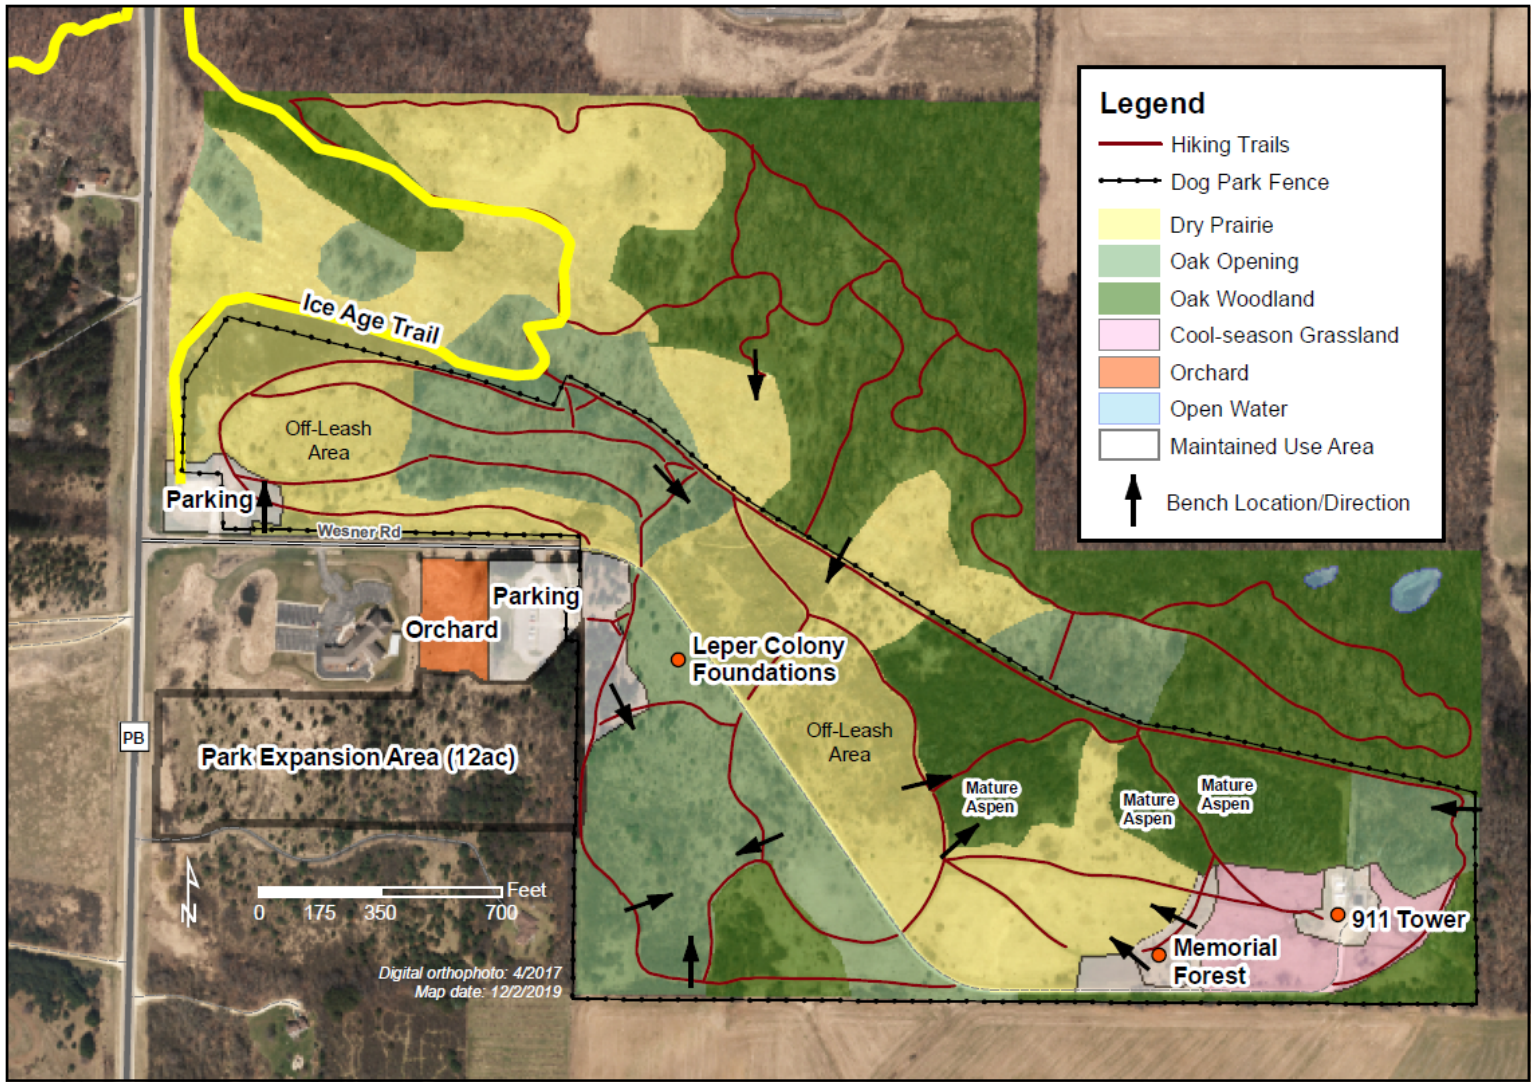 Legend
Hiking Trails
Dog Park Fence
Dry Prairie
Oak Opening
Oak Woodland
Cool-season Grassland
Orchard
Open Water
Maintained Use Area
Bench Location/Direction
Ice Age Trail
Off-Leash
Area
Parking
Wesner Rd
Parking
Orchard
Leper Colony
Foundations
PB
Park Expansion Area (12ac)
Off-Leash
Area
Mature
Aspen
Mature
Aspen
Mature
Aspen
N
Feet
0 175 350 700
911 Tower
Memorial
Forest
Digital orthophoto: 4/2017
Map date: 12/2/2019